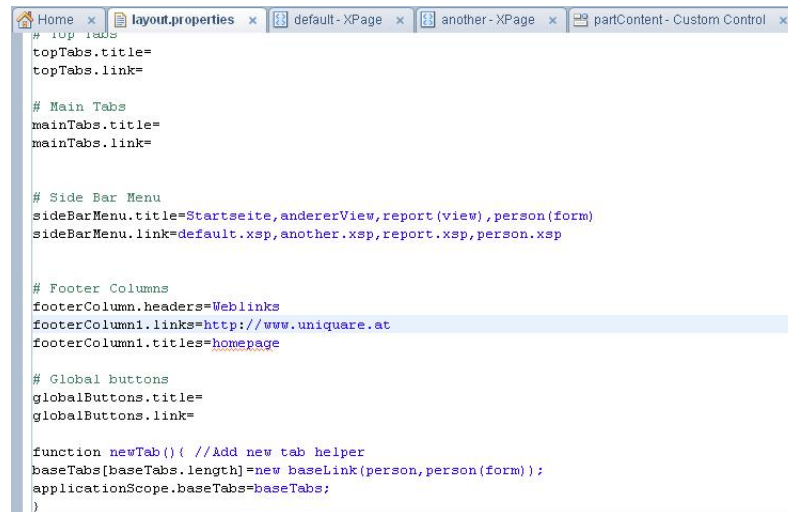 Home × layout.properties × default - XPage × another - XPage × partContent - Custom Control ×
# Top Tabs
topTabs.title=
topTabs.link=
# Main Tabs
mainTabs.title=
mainTabs.link=
# Side Bar Menu
sideBarMenu.title=Startseite,andererView,report(view),person(form)
sideBarMenu.link=default.xsp,another.xsp,report.xsp,person.xsp
# Footer Columns
footerColumn.headers=Weblinks
footerColumn1.links=http://www.uniquare.at
footerColumn1.titles=homepage
# Global buttons
globalButtons.title=
globalButtons.link=
function newTab(){ //Add new tab helper
baseTabs[baseTabs.length]=new baseLink(person,person(form));
applicationScope.baseTabs=baseTabs;
}